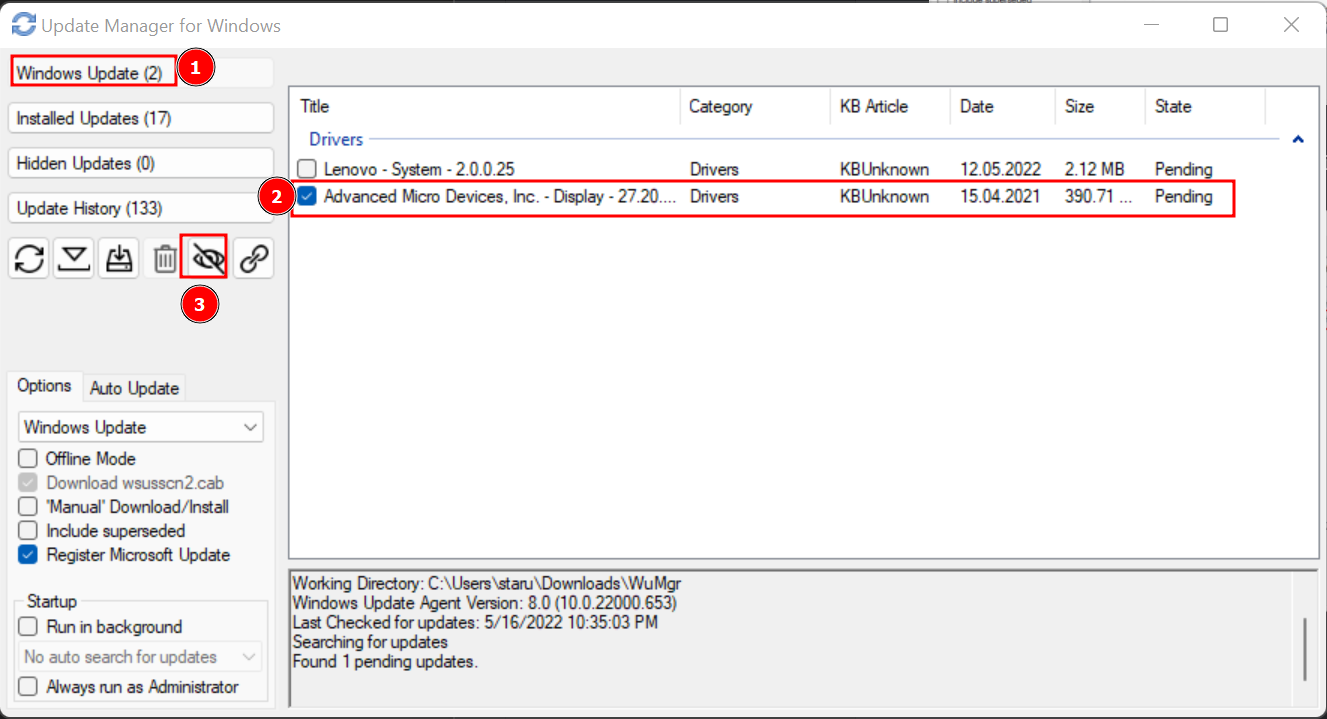 Update Manager for Windows
Windows Update (2)
1
Installed Updates (17)
Hidden Updates (0)
Update History (133)
2
3
Title Category KB Article Date Size State
Drivers
Lenovo - System - 2.0.0.25 Drivers KBUnknown 12.05.2022 2.12 MB Pending
Advanced Micro Devices, Inc. - Display - 27.20.... Drivers KBUnknown 15.04.2021 390.71 ... Pending
Options Auto Update
Windows Update
Offline Mode
Download wsusscn2.cab
'Manual' Download/Install
Include superseded
Register Microsoft Update
Startup
Run in background
No auto search for updates
Always run as Administrator
Working Directory: C:\Users\staru\Downloads\WuMgr
Windows Update Agent Version: 8.0 (10.0.22000.653)
Last Checked for updates: 5/16/2022 10:35:03 PM
Searching for updates
Found 1 pending updates.